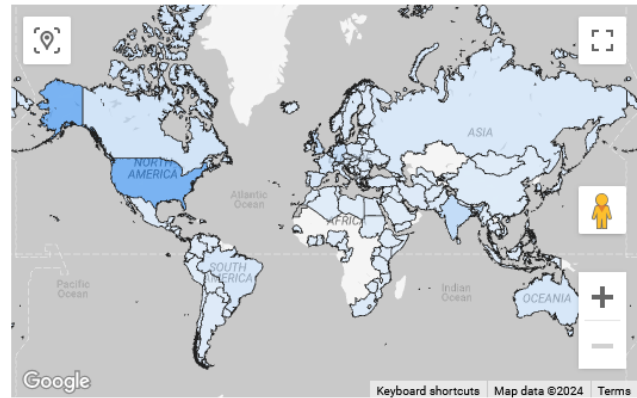 ASIA
NORTH
AMERICA
Atlantic
Ocean
AFRICA
SOUTH
AMERICA
Pacific
Ocean
Indian
Ocean
OCEANIA
Google
Keyboard shortcuts
Map data ©2024
Terms